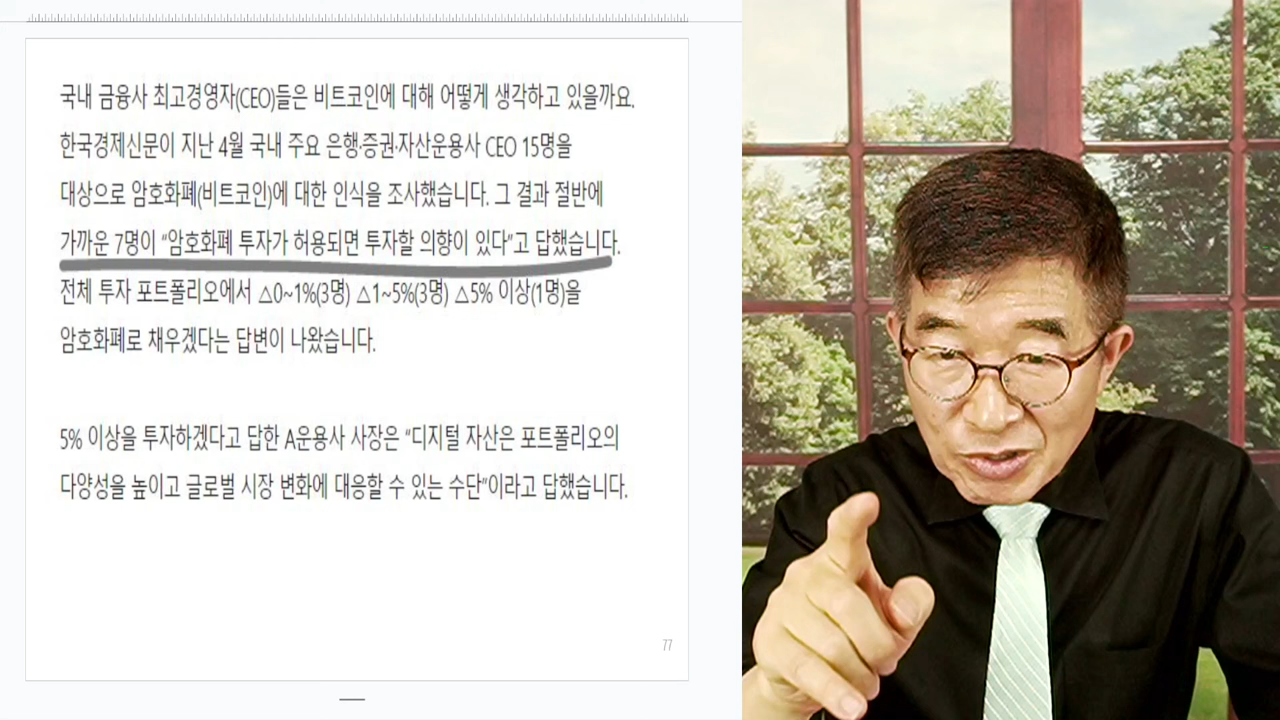 국내 금융사 최고경영자(CEO)들은 비트코인에 대해 어떻게 생각하고 있을까요.
한국경제신문이 지난 4월 국내 주요 은행·증권·자산운용사 CEO 15명을
대상으로 암호화폐(비트코인)에 대한 인식을 조사했습니다. 그 결과 절반에
가까운 7명이 “암호화폐 투자가 허용되면 투자할 의향이 있다”고 답했습니다.
전체 투자 포트폴리오에서 △0~1%(3명) △1~5%(3명) △5% 이상(1명)을
암호화폐로 채우겠다는 답변이 나왔습니다.
5% 이상을 투자하겠다고 답한 A운용사 사장은 “디지털 자산은 포트폴리오의
다양성을 높이고 글로벌 시장 변화에 대응할 수 있는 수단”이라고 답했습니다.
77